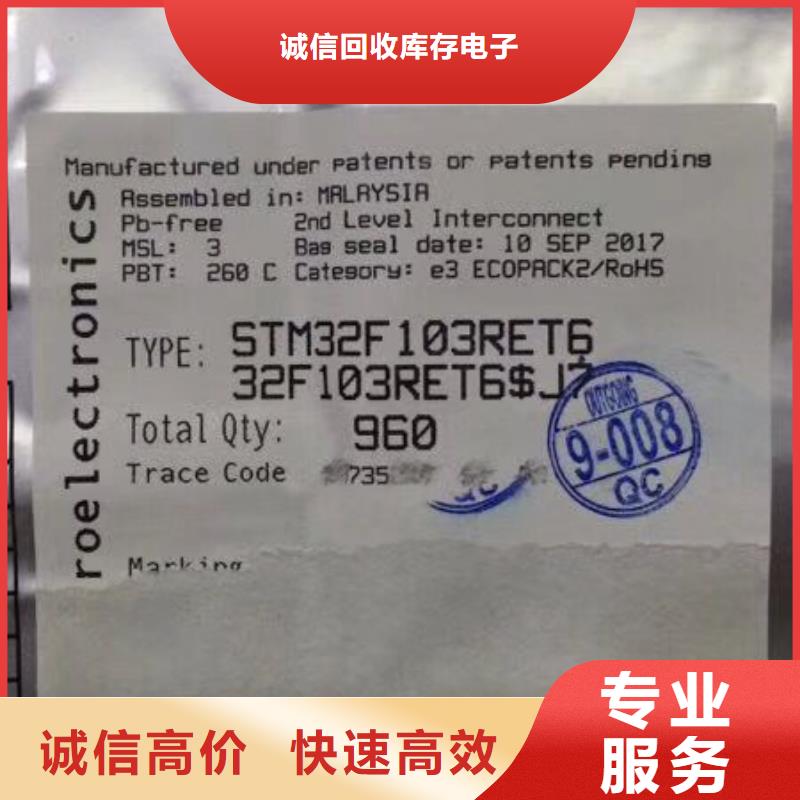 诚信回收库存电子
Manufactured under patents or patents pending
roelectronics
Assembled in: MALAYSIA
Pb-free 2nd Level Interconnect
MSL: 3 Bag seal date: 10 SEP 2017
PBT: 260 C Category: e3 ECOPACK2/RoHS
TYPE: STM32F103RET6
32F103RET6$J7
Total Qty: 960
Trace Code 735
OUTGOING
9-008
QC
QC
Marking
诚信高价 快速高效
专业
服务